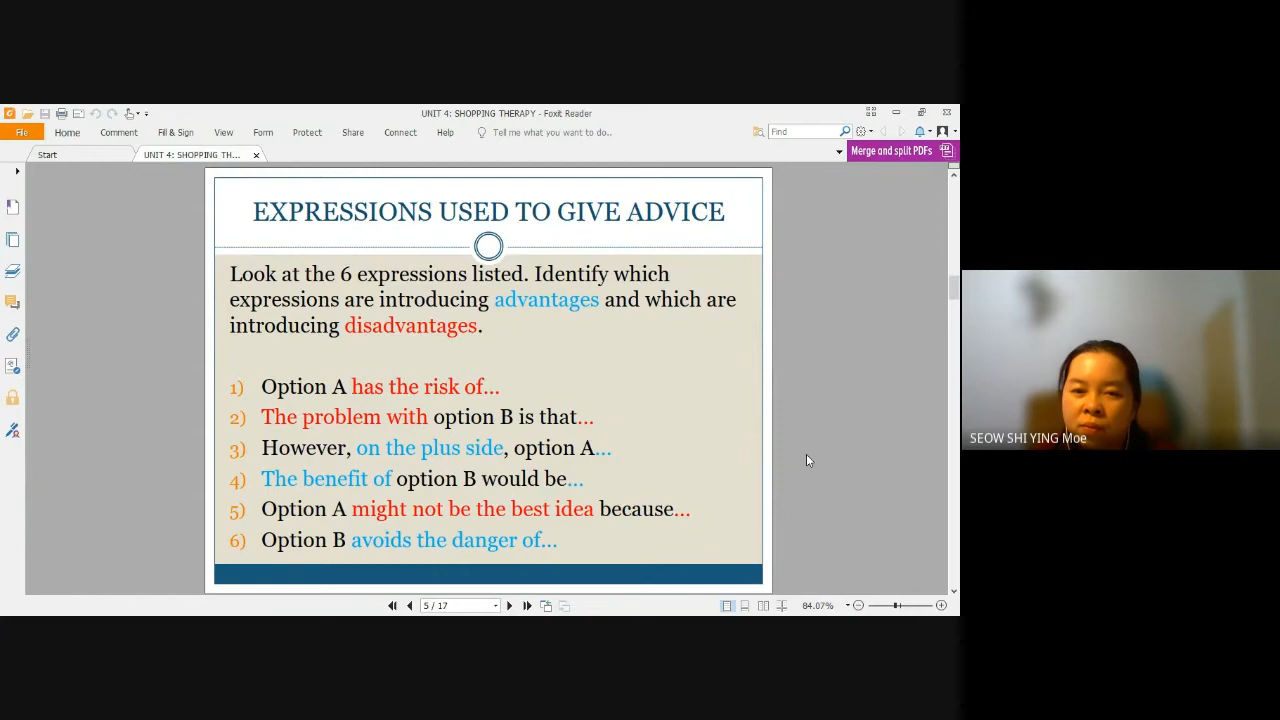 UNIT 4: SHOPPING THERAPY - Foxit Reader
File Home Comment Fill & Sign View Form Protect Share Connect Help Tell me what you want to do.. Find
Start UNIT 4: SHOPPING TH... Merge and split PDFs
EXPRESSIONS USED TO GIVE ADVICE
Look at the 6 expressions listed. Identify which
expressions are introducing advantages and which are
introducing disadvantages.
1) Option A has the risk of...
2) The problem with option B is that...
3) However, on the plus side, option A...
4) The benefit of option B would be...
5) Option A might not be the best idea because...
6) Option B avoids the danger of...
5 / 17 84.07%
SEOW SHI YING Moe